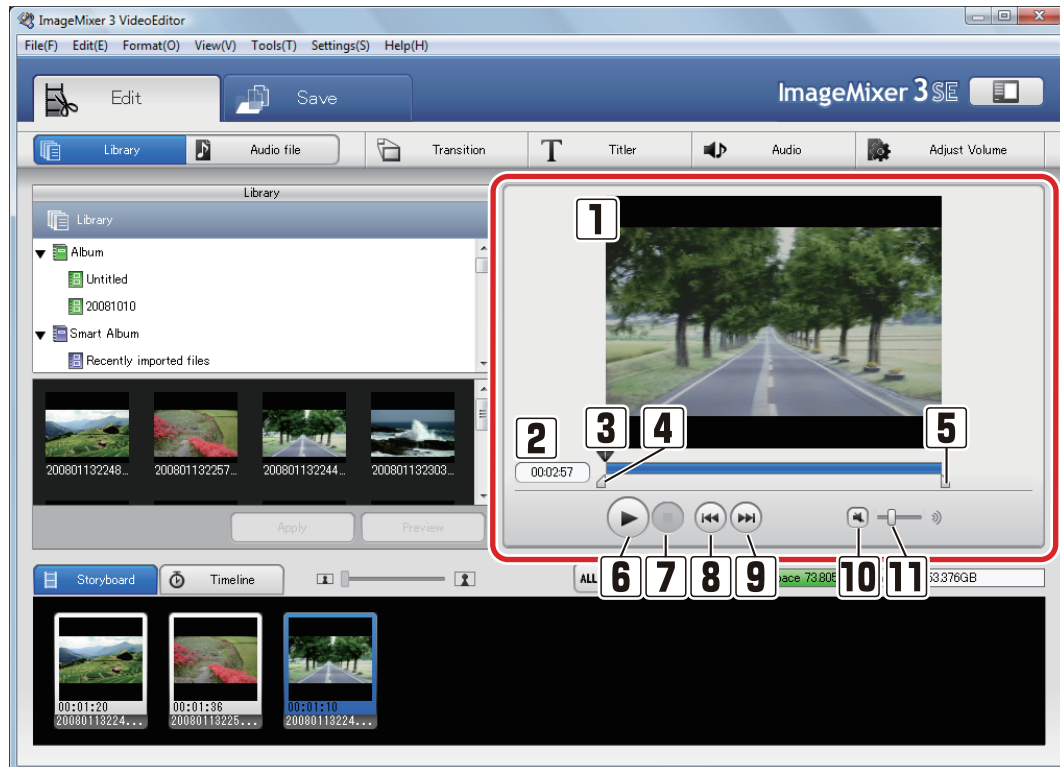 ImageMixer 3 VideoEditor
File(F) Edit(E) Format(O) View(V) Tools(T) Settings(S) Help(H)
Edit
Save
ImageMixer 3 SE
Library
Audio file
Transition
Titler
Audio
Adjust Volume
Library
Library
Album
Untitled
20081010
Smart Album
Recently imported files
200801132248...
200801132257...
200801132244...
200801132303...
Apply
Preview
1
2
3
4
5
00:02:57
6
7
8
9
10
11
Storyboard
Timeline
ALL
73.805
53.376GB
00:01:20
20080113224...
00:01:36
20080113225...
00:01:10
20080113224...